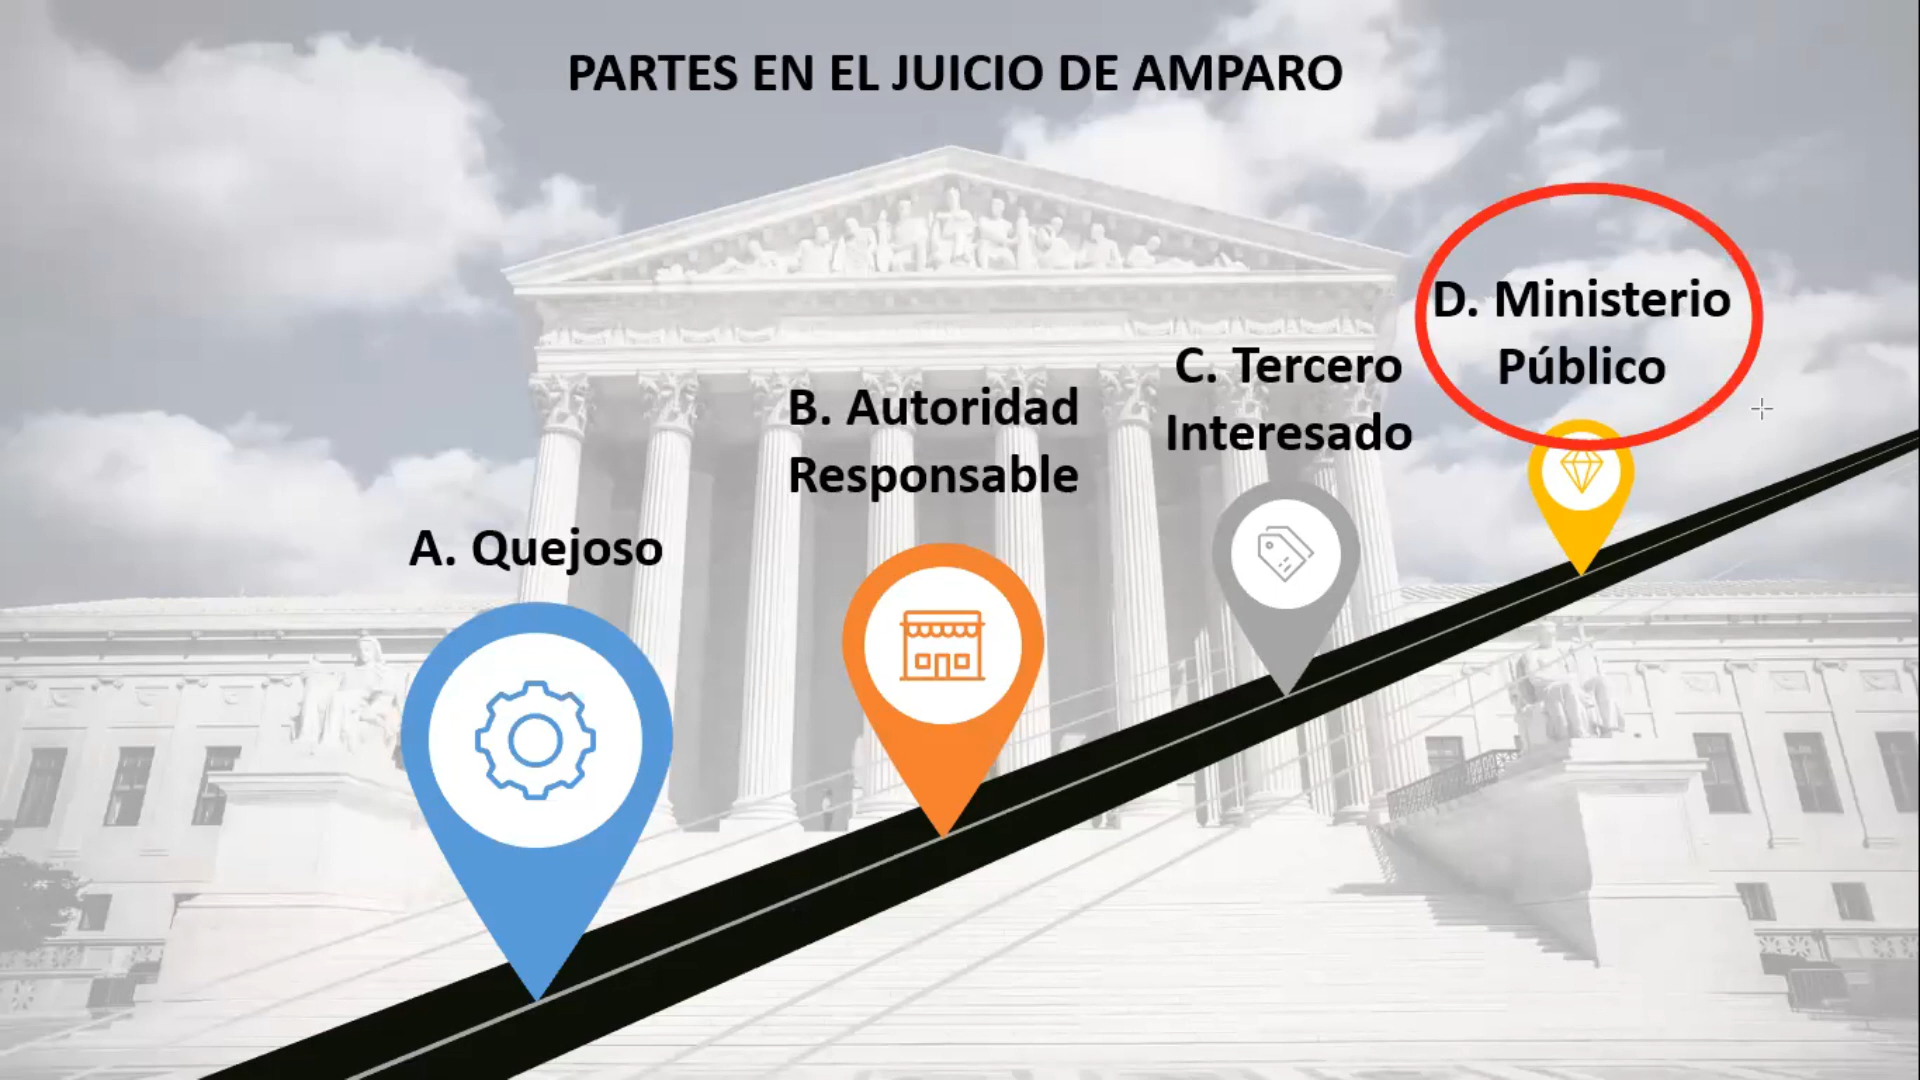 PARTES EN EL JUICIO DE AMPARO
A. Quejoso
B. Autoridad
Responsable
C. Tercero
Interesado
D. Ministerio
Público